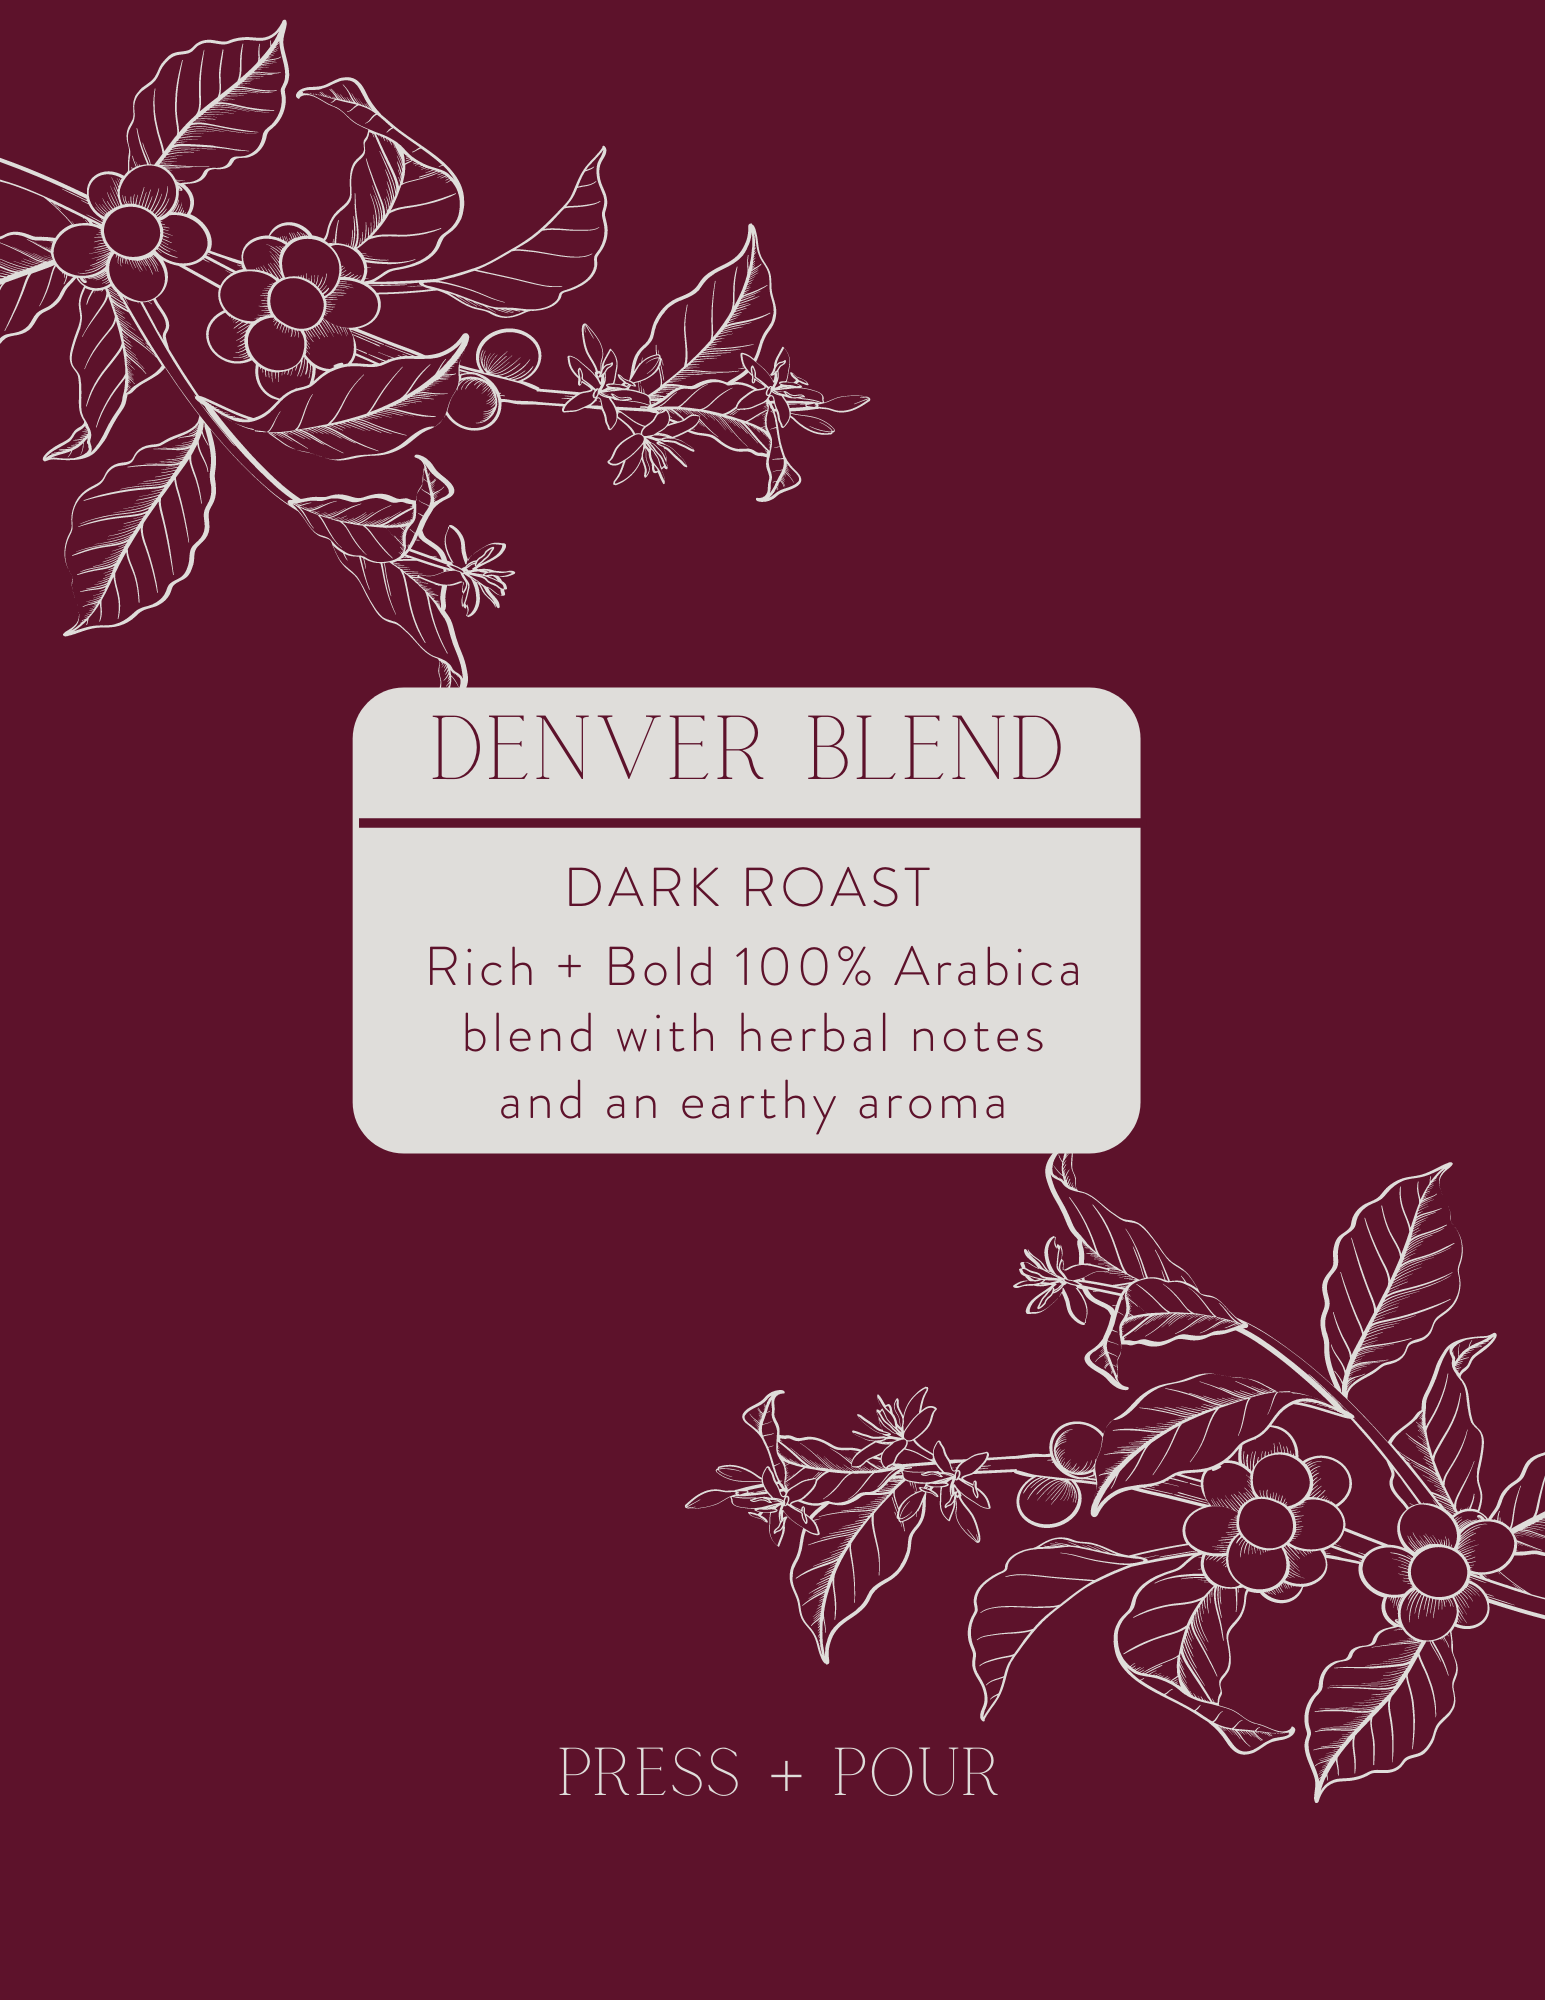 DENVER BLEND
DARK ROAST
Rich + Bold 100% Arabica
blend with herbal notes
and an earthy aroma
PRESS + POUR